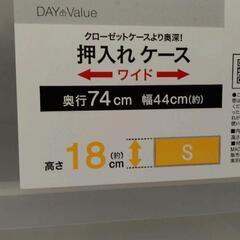 DAY Value
クローゼットケースより奥深!
押入れ ケース
ワイド
奥行74cm 幅44cm(約)
高さ 18(約)cm S